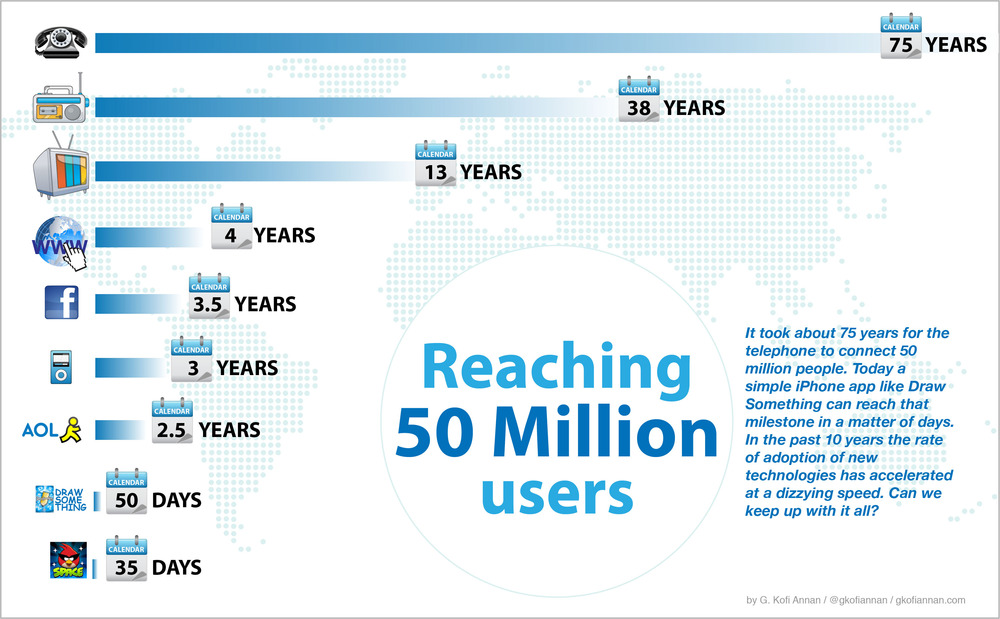 CALENDAR
75 YEARS
CALENDAR
38 YEARS
CALENDAR
13 YEARS
WWW
CALENDAR
4 YEARS
f
CALENDAR
3.5 YEARS
CALENDAR
3 YEARS
AOL
CALENDAR
2.5 YEARS
DRAW
SOME
THING
CALENDAR
50 DAYS
SPACE
CALENDAR
35 DAYS
Reaching
50 Million
users
It took about 75 years for the
telephone to connect 50
million people. Today a
simple iPhone app like Draw
Something can reach that
milestone in a matter of days.
In the past 10 years the rate
of adoption of new
technologies has accelerated
at a dizzying speed. Can we
keep up with it all?
by G. Kofi Annan / @gkofiannan / gkofiannan.com